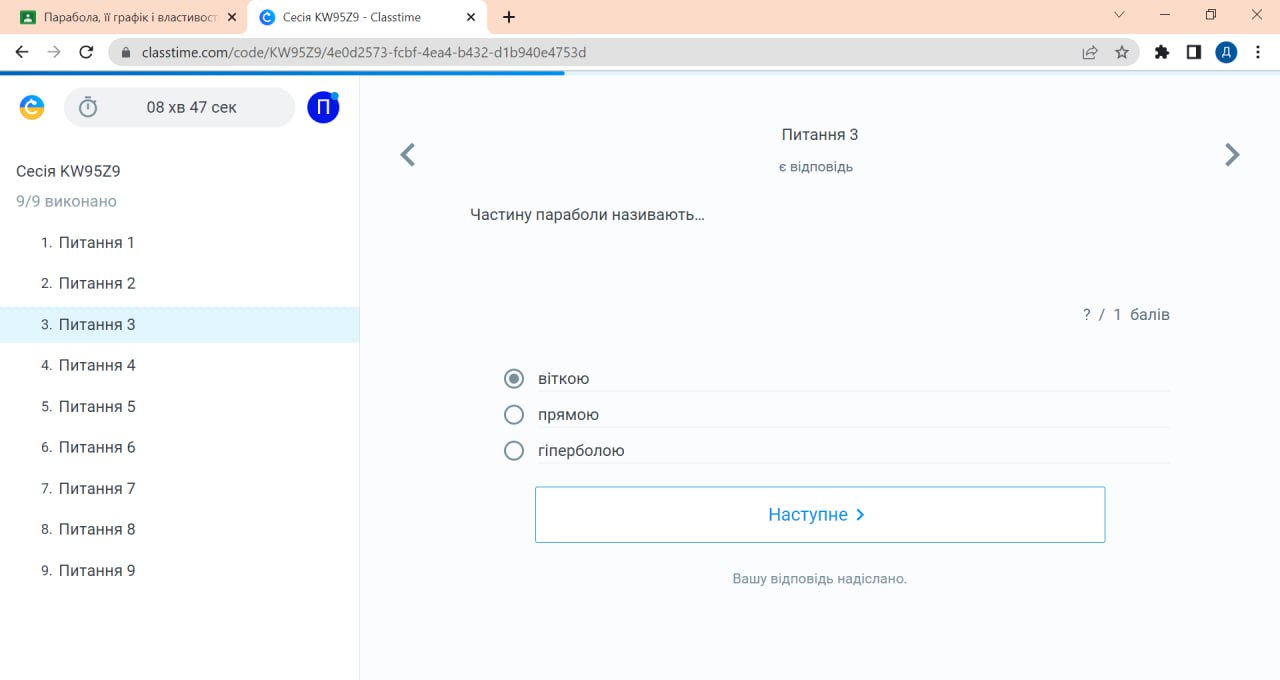 Парабола, її графік і властивост
Сесія KW95Z9 - Classtime
classtime.com/code/KW95Z9/4e0d2573-fcbf-4ea4-b432-d1b940e4753d
Д
08 хв 47 сек
П
Сесія KW95Z9
9/9 виконано
1. Питання 1
2. Питання 2
3. Питання 3
4. Питання 4
5. Питання 5
6. Питання 6
7. Питання 7
8. Питання 8
9. Питання 9
Питання 3
є відповідь
Частину параболи називають...
? / 1 балів
віткою
прямою
гіперболою
Наступне
Вашу відповідь надіслано.